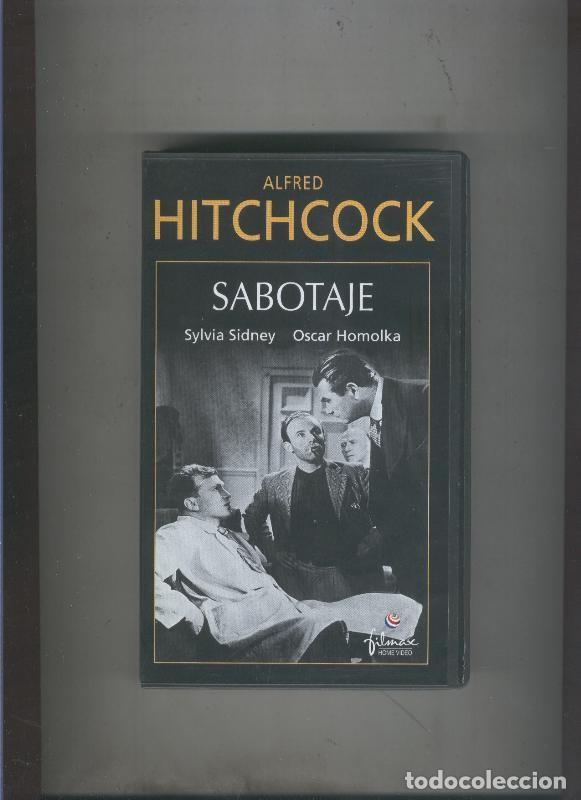 ALFRED
HITCHCOCK
SABOTAJE
Sylvia Sidney Oscar Homolka
filmax
HOME VIDEO
todocoleccion